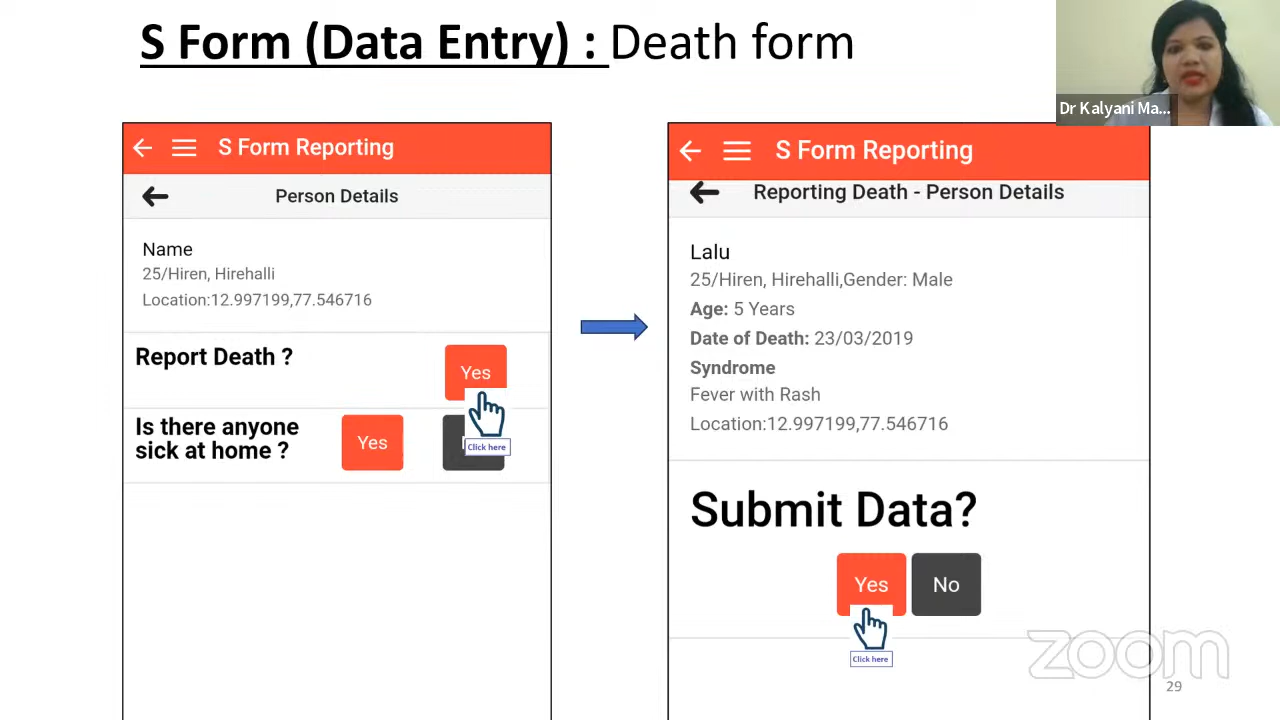 S Form (Data Entry) : Death form
Dr Kalyani Ma...
S Form Reporting
Person Details
Name
25/Hiren, Hirehalli
Location:12.997199,77.546716
Report Death ?
Yes
Is there anyone
sick at home ?
Yes
Click here
S Form Reporting
Reporting Death - Person Details
Lalu
25/Hiren, Hirehalli,Gender: Male
Age: 5 Years
Date of Death: 23/03/2019
Syndrome
Fever with Rash
Location:12.997199,77.546716
Submit Data?
Yes
No
Click here
zoom
29